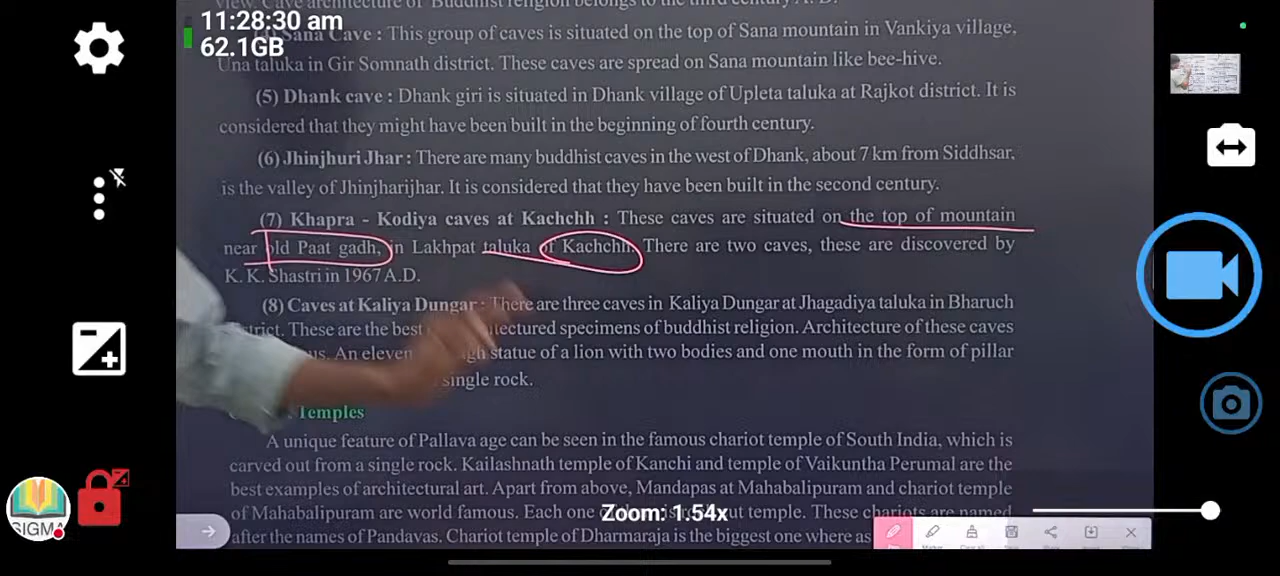 view. Cave architecture of Buddhist religion belongs to the third century A. D.
11:28:30 am
62.1GB
Sana Cave : This group of caves is situated on the top of Sana mountain in Vankiya village,
Una taluka in Gir Somnath district. These caves are spread on Sana mountain like bee-hive.
(5) Dhank cave : Dhank giri is situated in Dhank village of Upleta taluka at Rajkot district. It is
considered that they might have been built in the beginning of fourth century.
(6) Jhinjhuri Jhar : There are many buddhist caves in the west of Dhank, about 7 km from Siddhsar,
is the valley of Jhinjharijhar. It is considered that they have been built in the second century.
(7) Khapra - Kodiya caves at Kachchh : These caves are situated on the top of mountain
near old Paat gadh, in Lakhpat taluka of Kachchh. There are two caves, these are discovered by
K. K. Shastri in 1967 A.D.
(8) Caves at Kaliya Dungar : There are three caves in Kaliya Dungar at Jhagadiya taluka in Bharuch
These are the best specimens of buddhist religion. Architecture of these caves
An eleven statue of a lion with two bodies and one mouth in the form of pillar
single rock.
Temples
A unique feature of Pallava age can be seen in the famous chariot temple of South India, which is
carved out from a single rock. Kailashnath temple of Kanchi and temple of Vaikuntha Perumal are the
best examples of architectural art. Apart from above, Mandapas at Mahabalipuram and chariot temple
of Mahabalipuram are world famous. Each one of temple. These chariots are named
Zoom: 1.54x
after the names of Pandavas. Chariot temple of Dharmaraja is the biggest one where as
SIGMA